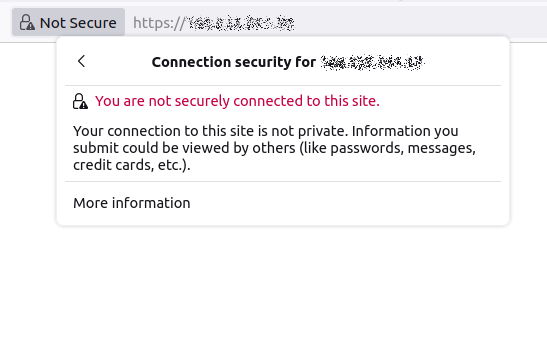 Not Secure https://
Connection security for
You are not securely connected to this site.
Your connection to this site is not private. Information you
submit could be viewed by others (like passwords, messages,
credit cards, etc.).
More information